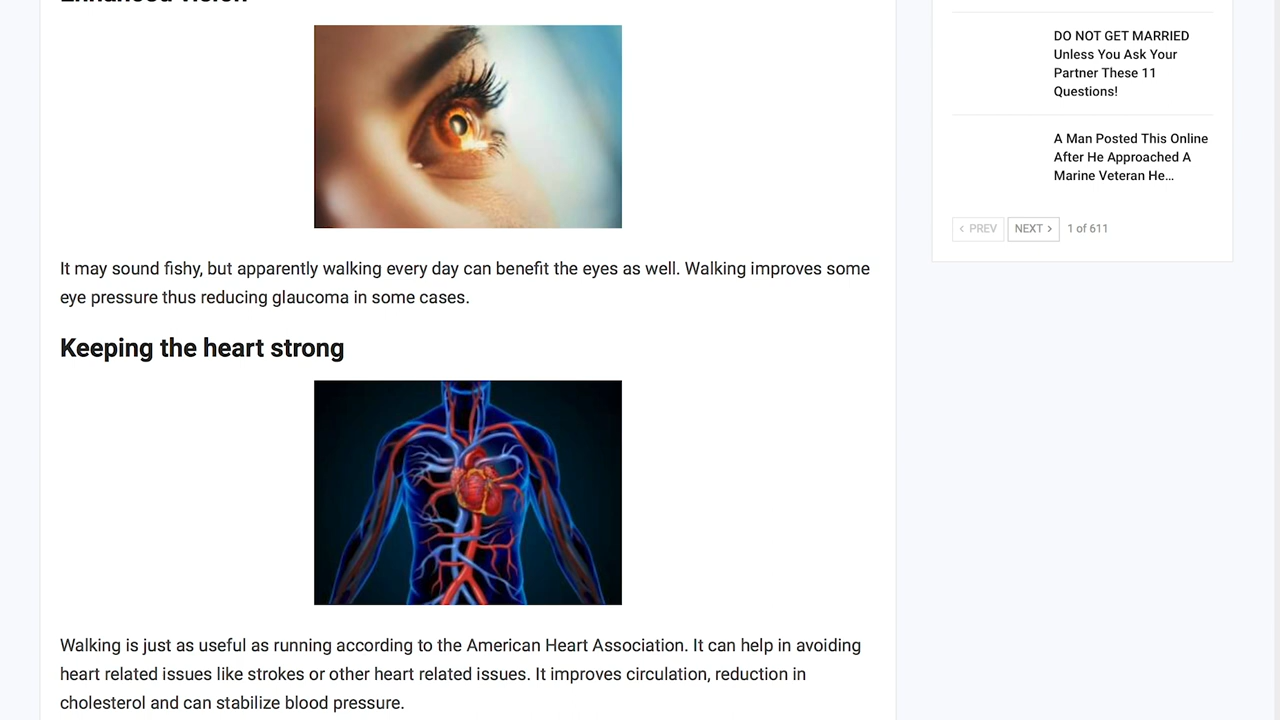 Enhanced vision
It may sound fishy, but apparently walking every day can benefit the eyes as well. Walking improves some
eye pressure thus reducing glaucoma in some cases.
Keeping the heart strong
Walking is just as useful as running according to the American Heart Association. It can help in avoiding
heart related issues like strokes or other heart related issues. It improves circulation, reduction in
cholesterol and can stabilize blood pressure.
DO NOT GET MARRIED
Unless You Ask Your
Partner These 11
Questions!
A Man Posted This Online
After He Approached A
Marine Veteran He…
PREV NEXT 1 of 611